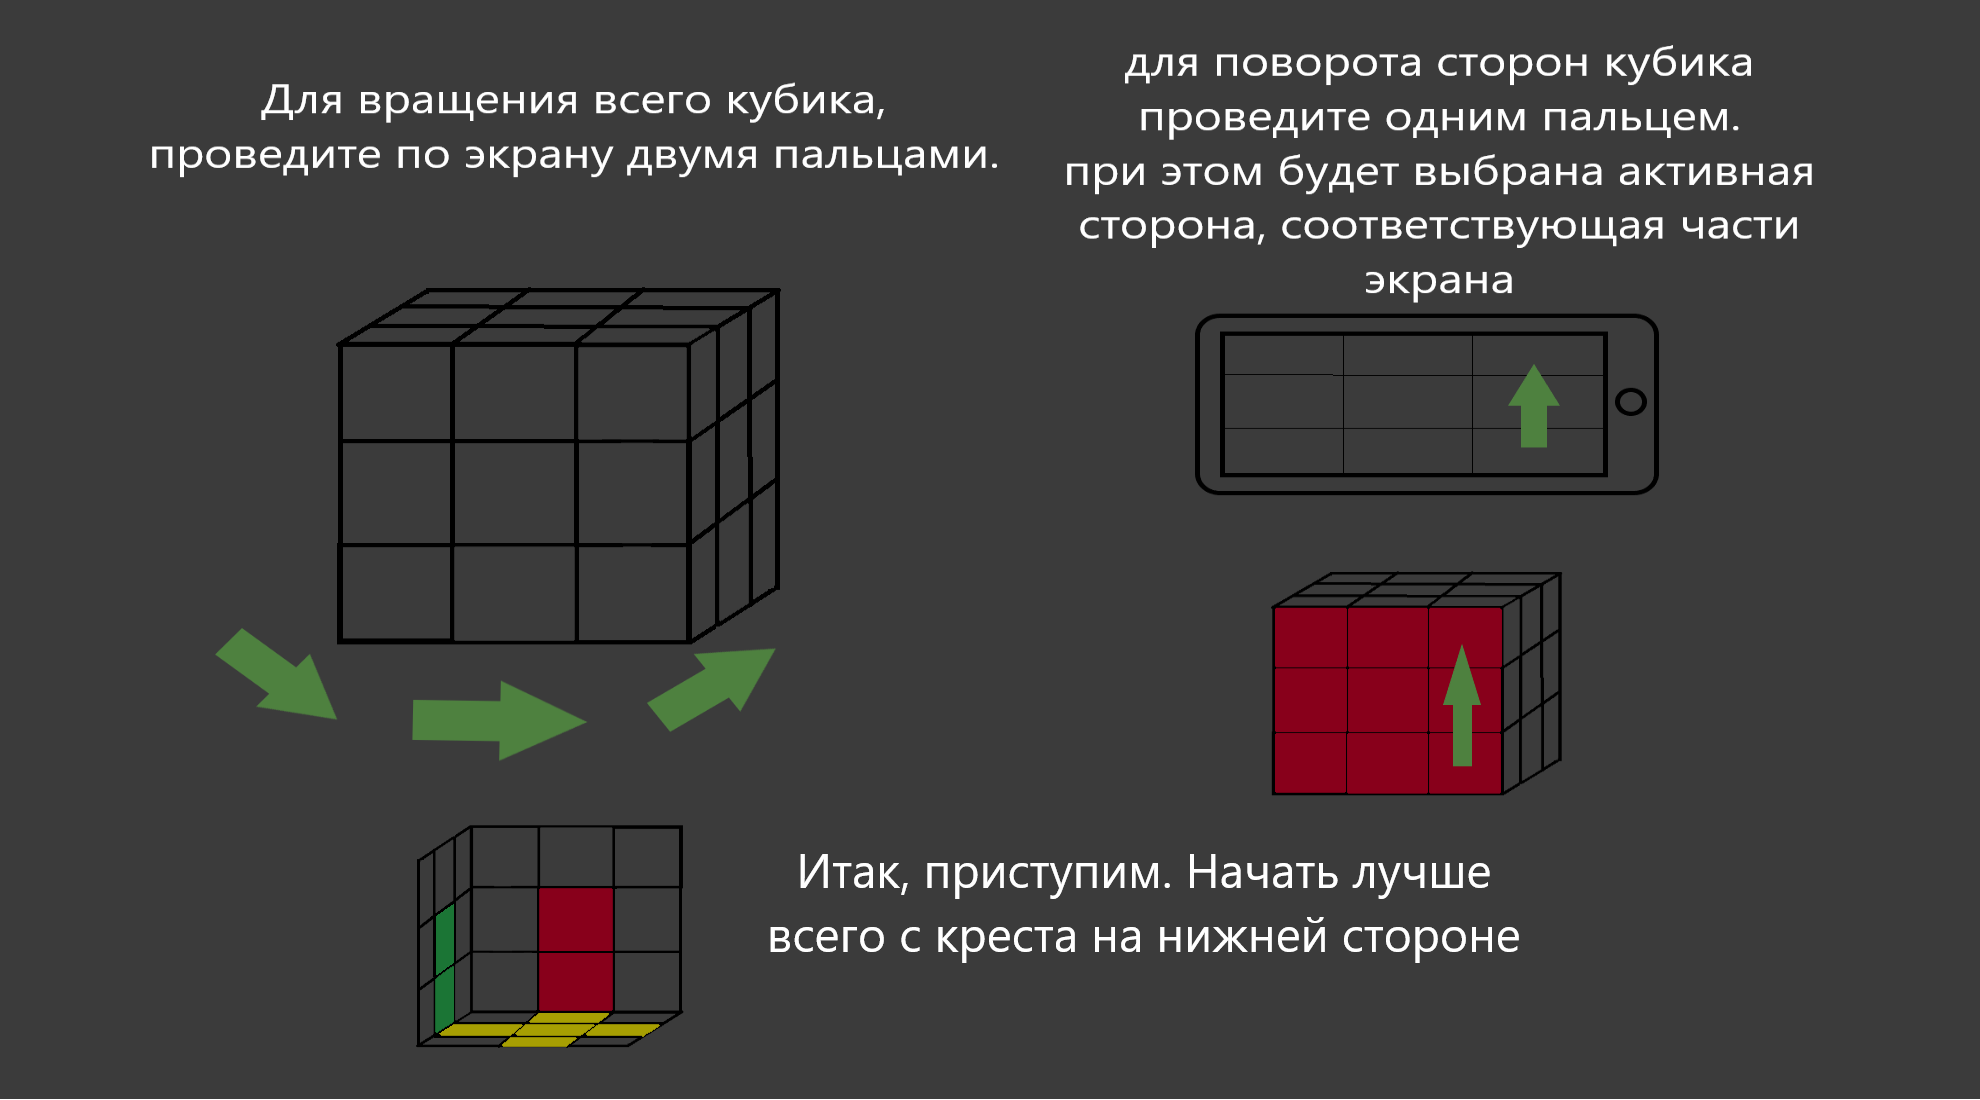 Для вращения всего кубика,
проведите по экрану двумя пальцами.
для поворота сторон кубика
проведите одним пальцем.
при этом будет выбрана активная
сторона, соответствующая части
экрана
Итак, приступим. Начать лучше
всего с креста на нижней стороне